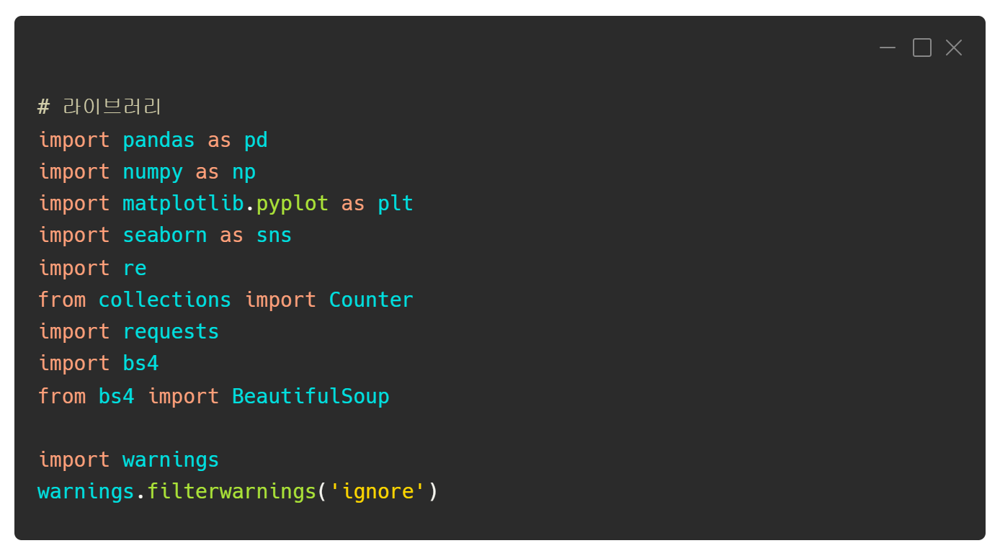 # 라이브러리
import pandas as pd
import numpy as np
import matplotlib.pyplot as plt
import seaborn as sns
import re
from collections import Counter
import requests
import bs4
from bs4 import BeautifulSoup
import warnings
warnings.filterwarnings('ignore')